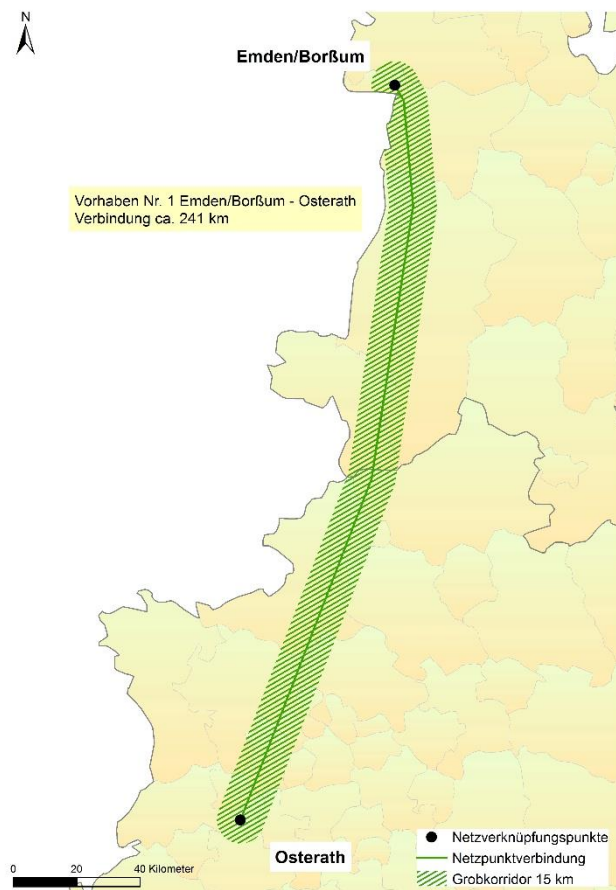 N
Emden/Borßum
Vorhaben Nr. 1 Emden/Borßum - Osterath
Verbindung ca. 241 km
Osterath
Netzverknüpfungspunkte
Netzpunktverbindung
Grobkorridor 15 km
0 20 40 Kilometer